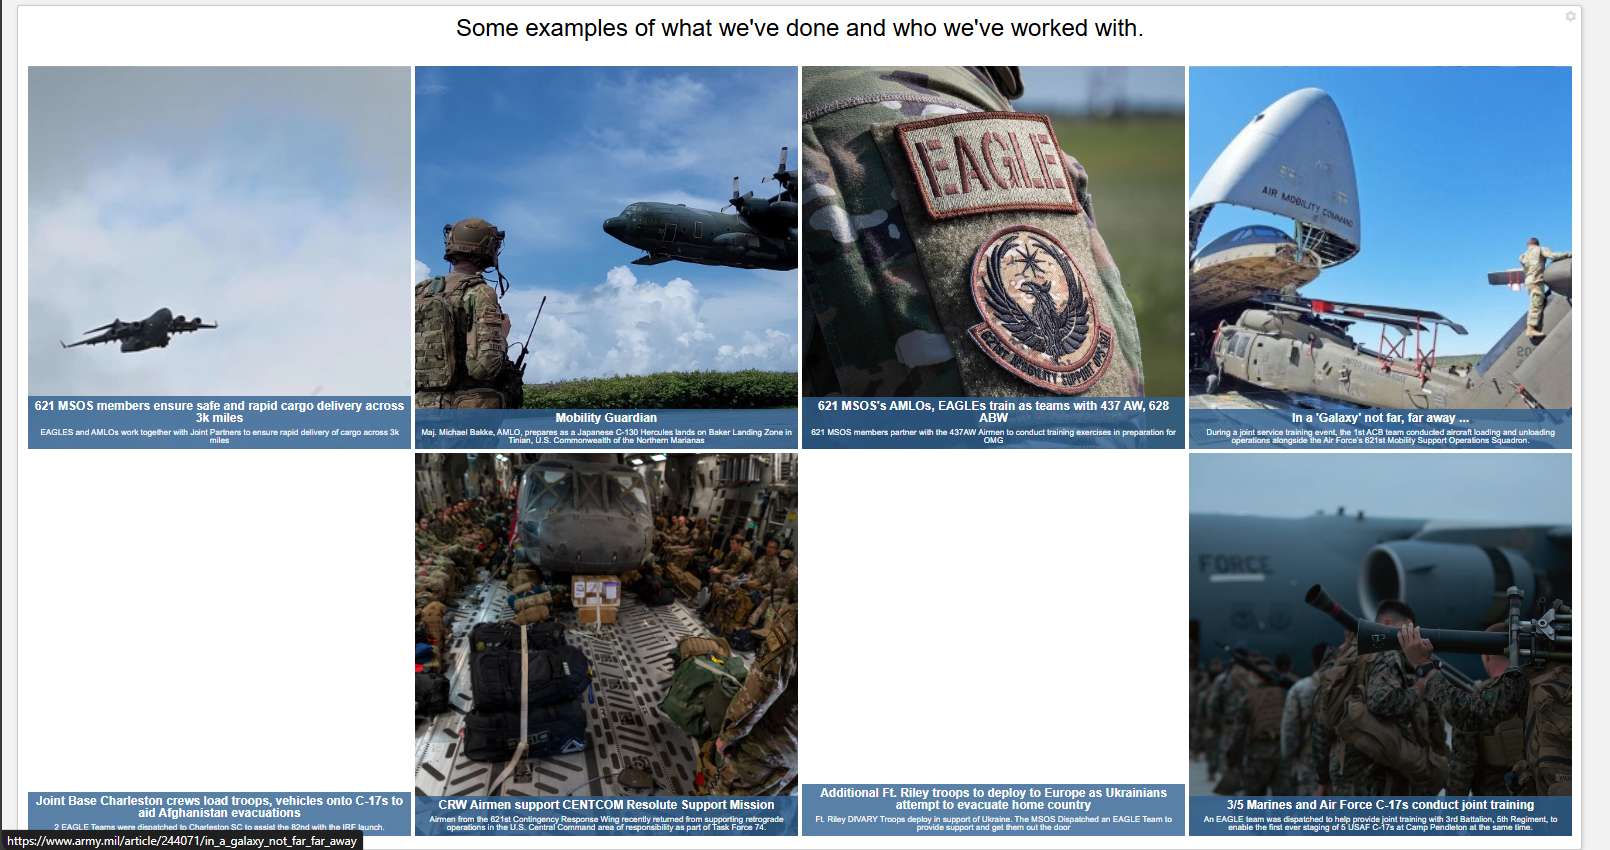 Some examples of what we've done and who we've worked with.
EAGLE
621ST MOBILITY SUPPORT OPS SQ
AIR MOBILITY COMMAND
20
621 MSOS members ensure safe and rapid cargo delivery across
3k miles
EAGLES and AMLOs work together with Joint Partners to ensure rapid delivery of cargo across 3k
miles
Mobility Guardian
Maj. Michael Bakke, AMLO, prepares as a Japanese C-130 Hercules lands on Baker Landing Zone in
Tinian, U.S. Commonwealth of the Northern Marianas
621 MSOS's AMLOs, EAGLEs train as teams with 437 AW, 628
ABW
621 MSOS members partner with the 437AW Airmen to conduct training exercises in preparation for
OMG
In a 'Galaxy' not far, far away ...
During a joint service training event, the 1st ACB team conducted aircraft loading and unloading
operations alongside the Air Force's 621st Mobility Support Operations Squadron.
FORCE
Joint Base Charleston crews load troops, vehicles onto C-17s to
aid Afghanistan evacuations
2 EAGLE Teams were dispatched to Charleston SC to assist the 82nd with the IRF launch.
CRW Airmen support CENTCOM Resolute Support Mission
Airmen from the 621st Contingency Response Wing recently returned from supporting retrograde
operations in the U.S. Central Command area of responsibility as part of Task Force 74.
Additional Ft. Riley troops to deploy to Europe as Ukrainians
attempt to evacuate home country
Ft. Riley DIVARY Troops deploy in support of Ukraine. The MSOS Dispatched an EAGLE Team to
provide support and get them out the door
3/5 Marines and Air Force C-17s conduct joint training
An EAGLE team was dispatched to help provide joint training with 3rd Battalion, 5th Regiment, to
enable the first ever staging of 5 USAF C-17s at Camp Pendleton at the same time.
https://www.army.mil/article/244071/in_a_galaxy_not_far_far_away